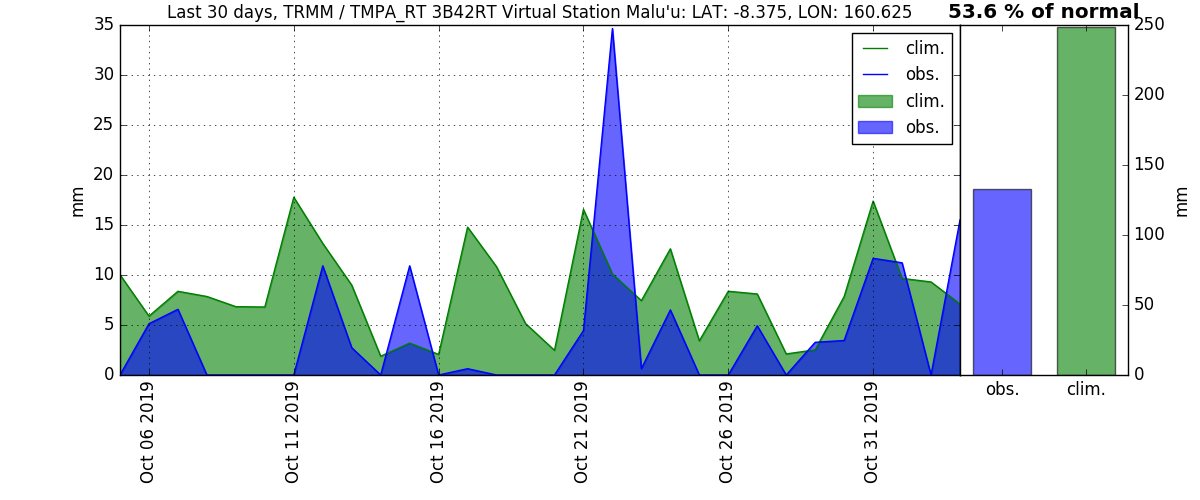 Last 30 days, TRMM / TMPA_RT 3B42RT Virtual Station Malu'u: LAT: -8.375, LON: 160.625
53.6 % of normal
35
30
25
20
15
10
5
0
mm
clim.
obs.
clim.
obs.
Oct 06 2019
Oct 11 2019
Oct 16 2019
Oct 21 2019
Oct 26 2019
Oct 31 2019
250
200
150
100
50
0
mm
obs.
clim.